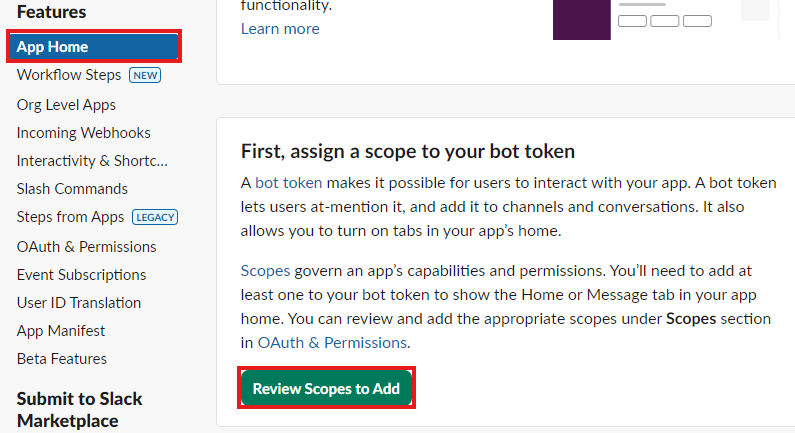 Features
App Home
Workflow Steps NEW
Org Level Apps
Incoming Webhooks
Interactivity & Shortc...
Slash Commands
Steps from Apps LEGACY
OAuth & Permissions
Event Subscriptions
User ID Translation
App Manifest
Beta Features
Submit to Slack
Marketplace
functionality.
Learn more
First, assign a scope to your bot token
A bot token makes it possible for users to interact with your app. A bot token
lets users at-mention it, and add it to channels and conversations. It also
allows you to turn on tabs in your app’s home.
Scopes govern an app’s capabilities and permissions. You’ll need to add at
least one to your bot token to show the Home or Message tab in your app
home. You can review and add the appropriate scopes under Scopes section
in OAuth & Permissions.
Review Scopes to Add